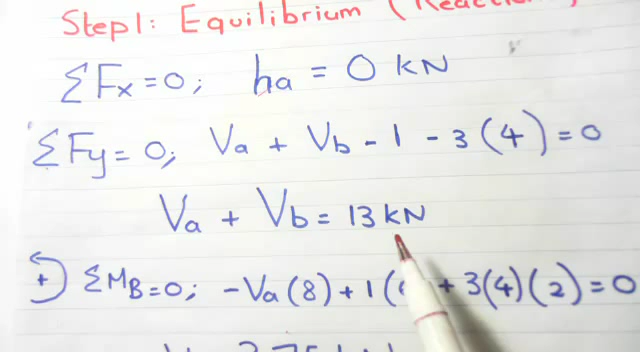 Step1: Equilibrium (Reaction
ΣFx=0; ha = 0 kN
ΣFy=0; Va + Vb - 1 - 3(4)=0
Va + Vb = 13 kN
+ ΣMB=0; -Va(8)+1( + 3(4)(2)=0